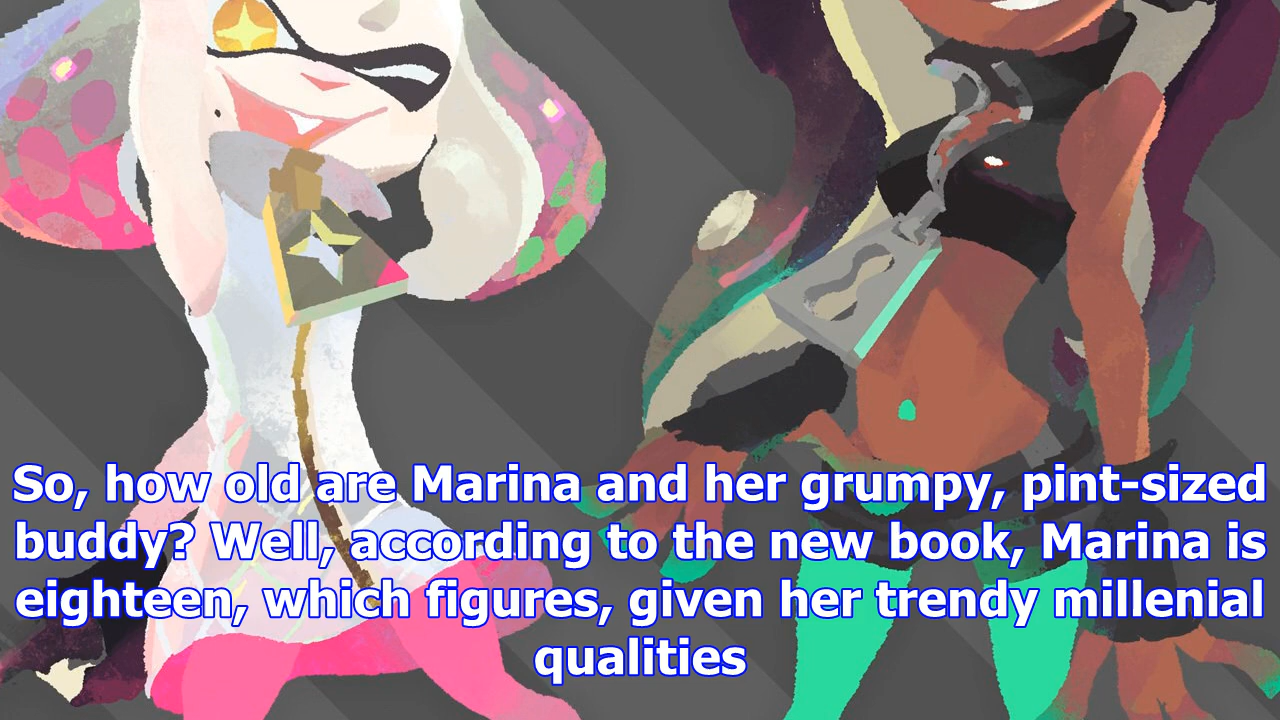 So, how old are Marina and her grumpy, pint-sized
buddy? Well, according to the new book, Marina is
eighteen, which figures, given her trendy millenial
qualities